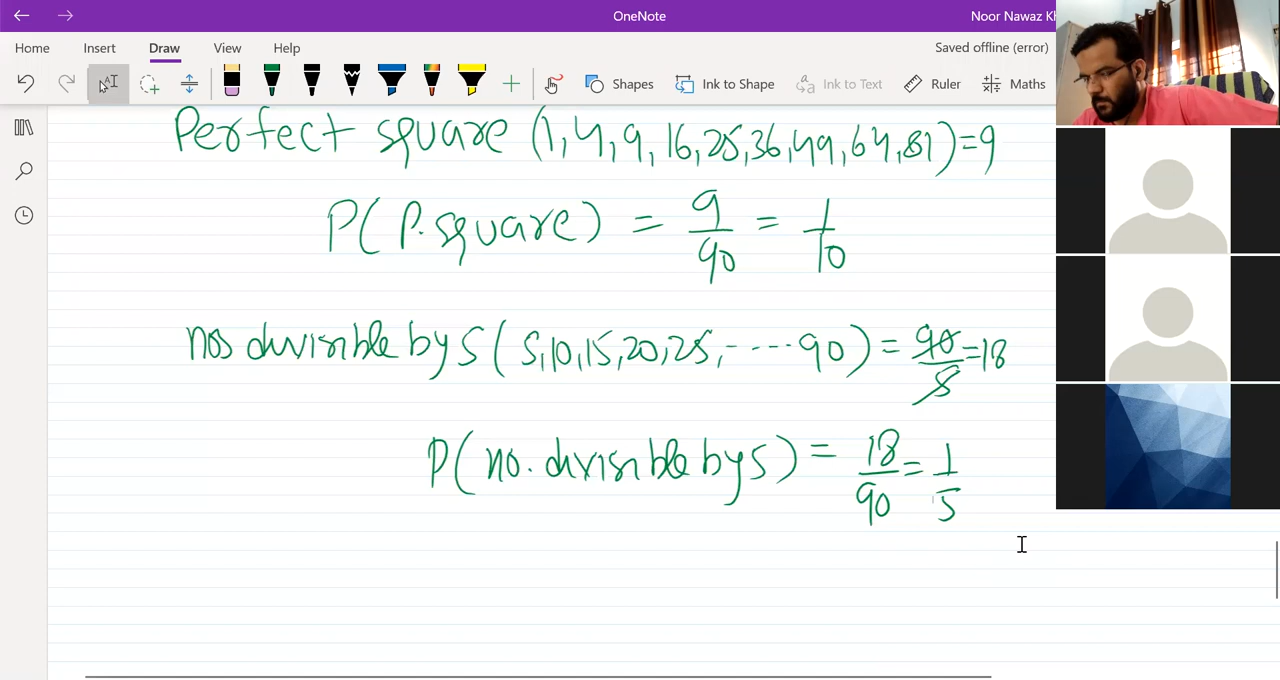 OneNote
Noor Nawaz Kh
Home Insert Draw View Help
Saved offline (error)
Shapes Ink to Shape Ink to Text Ruler Maths
Perfect square (1,4,9,16,25,36,49,64,81)=9
P(P.square) = 9/90 = 1/10
nos divisible by 5(5,10,15,20,25,-----90) = 90/5=18
P(no. divisible by 5) = 18/90 = 1/5